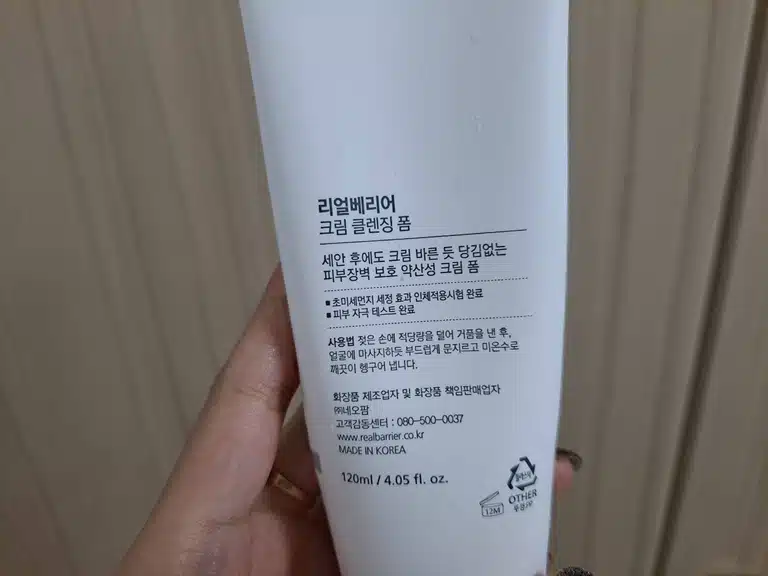 리얼베리어
크림 클렌징 폼
세안 후에도 크림 바른 듯 당김없는
피부장벽 보호 약산성 크림 폼
■ 초미세먼지 세정 효과 인체적용시험 완료
■ 피부 자극 테스트 완료
사용법 젖은 손에 적당량을 덜어 거품을 낸 후,
얼굴에 마사지하듯 부드럽게 문지르고 미온수로
깨끗이 헹구어 냅니다.
화장품 제조업자 및 화장품 책임판매업자
㈜네오팜
고객감동센터 : 080-500-0037
www.realbarrier.co.kr
MADE IN KOREA
120ml / 4.05 fl. oz.
12M
OTHER